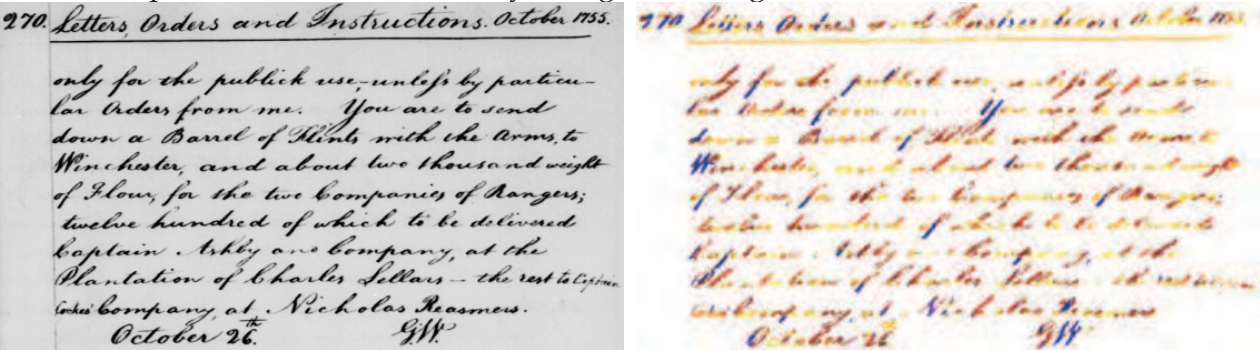 270. Letters, Orders and Instructions. October 1755.
only for the publick use, unless by particu-
lar Orders from me. You are to send
down a Barrel of Flints with the Arms, to
Winchester, and about two thousand weight
of Flour, for the two Companies of Rangers;
twelve hundred of which to be delivered
Captain Ashby and Company, at the
Plantation of Charles Sellars - the rest to Captain
Cockes' Company, at Nicholas Reasmers.
October 26th. G.W.